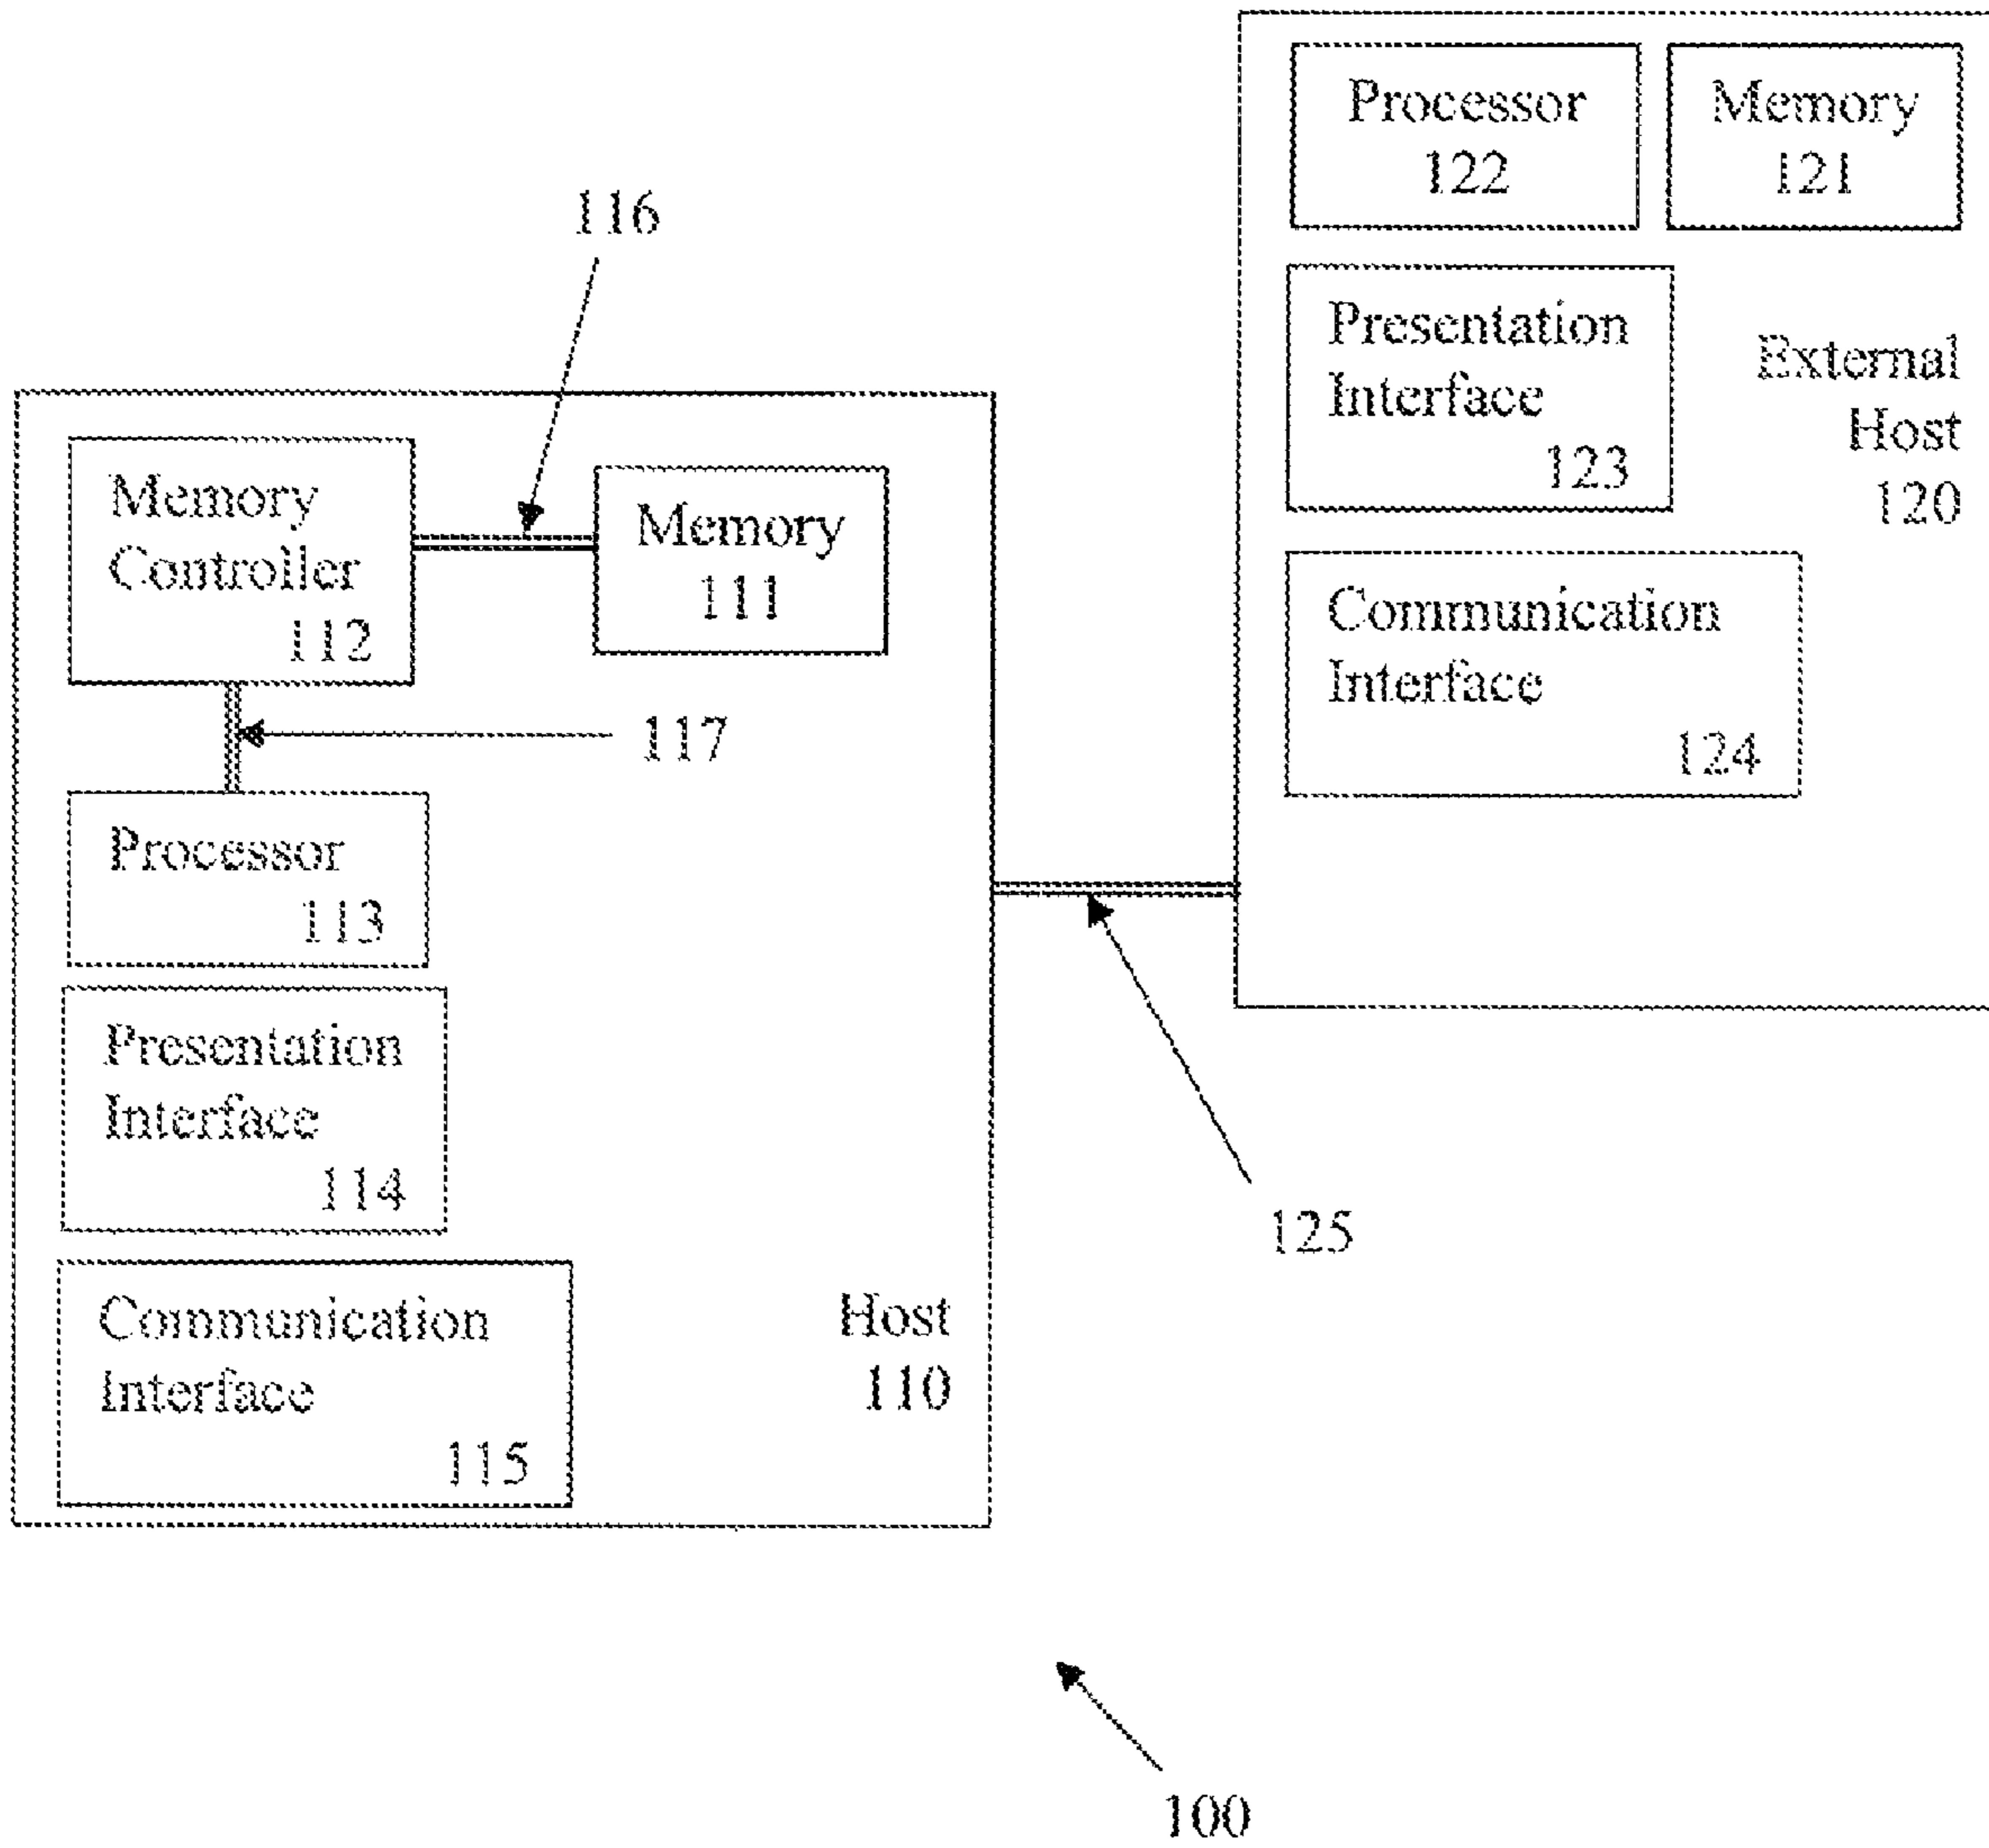 Processor
122
Memory
121
Presentation
Interface
123
External
Host
120
Communication
Interface
124
116
Memory
Controller
112
Memory
111
117
Processor
113
Presentation
Interface
114
Communication
Interface
115
Host
110
125
100